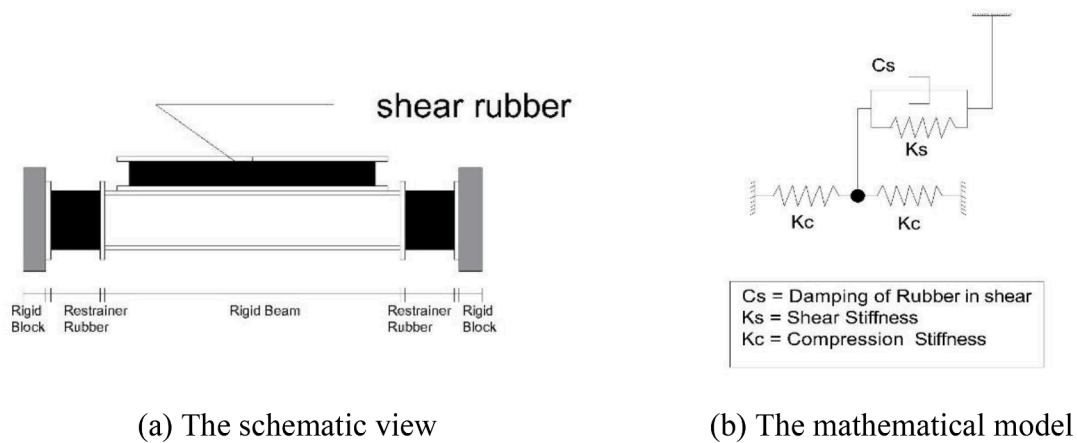 shear rubber
Rigid
Block
Restrainer
Rubber
Rigid Beam
Restrainer
Rubber
Rigid
Block
(a) The schematic view
Cs
Ks
Kc
Kc
Cs = Damping of Rubber in shear
Ks = Shear Stiffness
Kc = Compression Stiffness
(b) The mathematical model